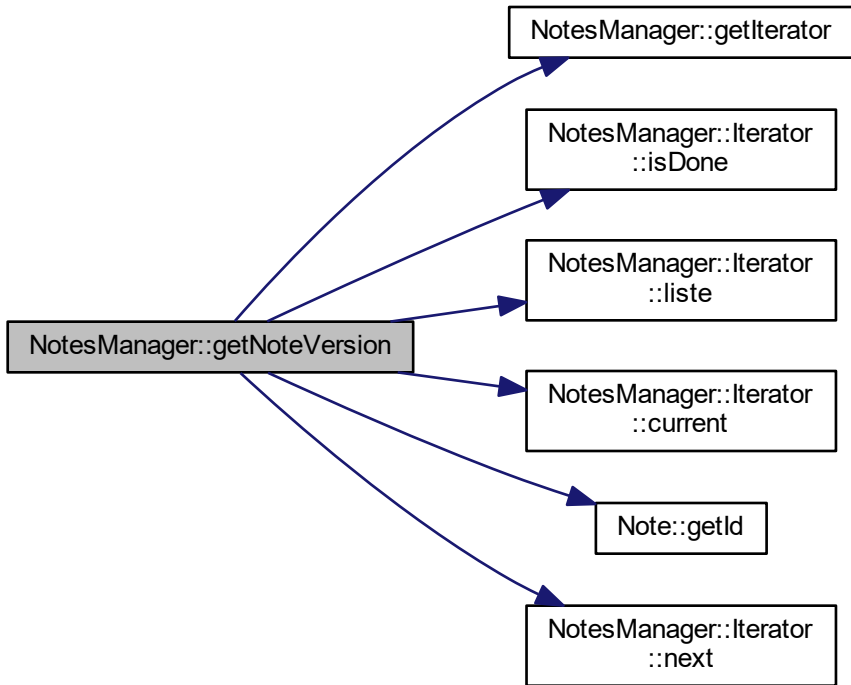 NotesManager::getIterator
NotesManager::Iterator
::isDone
NotesManager::Iterator
::liste
NotesManager::getNoteVersion
NotesManager::Iterator
::current
Note::getId
NotesManager::Iterator
::next